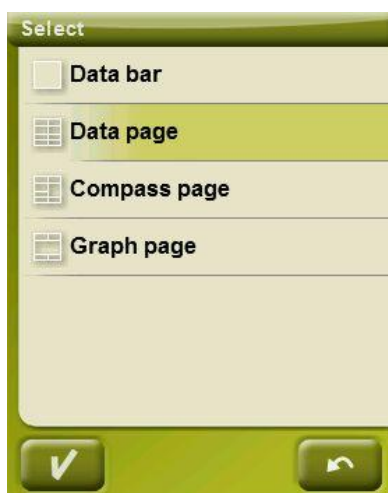 Select
Data bar
Data page
Compass page
Graph page